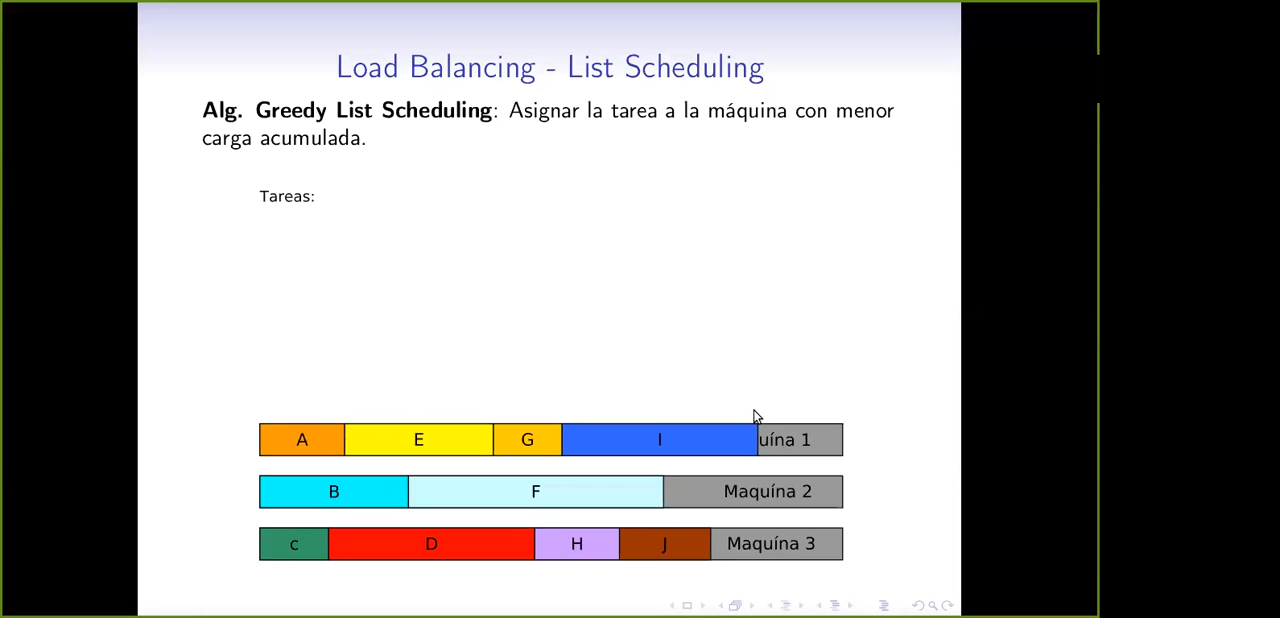 Load Balancing - List Scheduling
Alg. Greedy List Scheduling: Asignar la tarea a la máquina con menor
carga acumulada.
Tareas:
A E G I uína 1
B F Maquína 2
c D H J Maquína 3